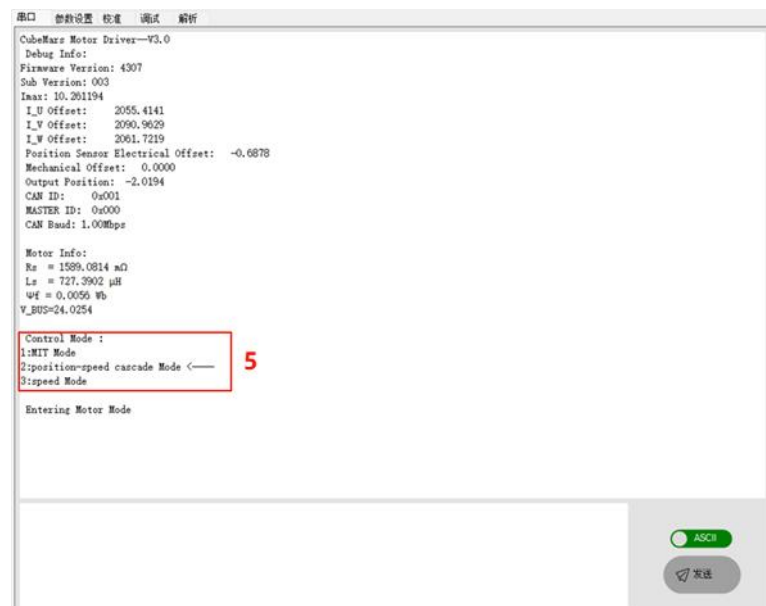 串口 参数设置 校准 调试 解析
CubeMars Motor Driver——V3.0
Debug Info:
Firmware Version: 4307
Sub Version: 003
Imax: 10.261194
I_U Offset: 2055.4141
I_V Offset: 2090.9629
I_W Offset: 2061.7219
Position Sensor Electrical Offset: -0.6878
Mechanical Offset: 0.0000
Output Position: -2.0194
CAN ID: 0x001
MASTER ID: 0x000
CAN Baud: 1.00Mbps
Motor Info:
Rs = 1589.0814 mΩ
Ls = 727.3902 μH
Ψf = 0.0056 Wb
V_BUS=24.0254
Control Mode :
1:MIT Mode
2:position-speed cascade Mode <——
3:speed Mode
5
Entering Motor Mode
ASCII
发送